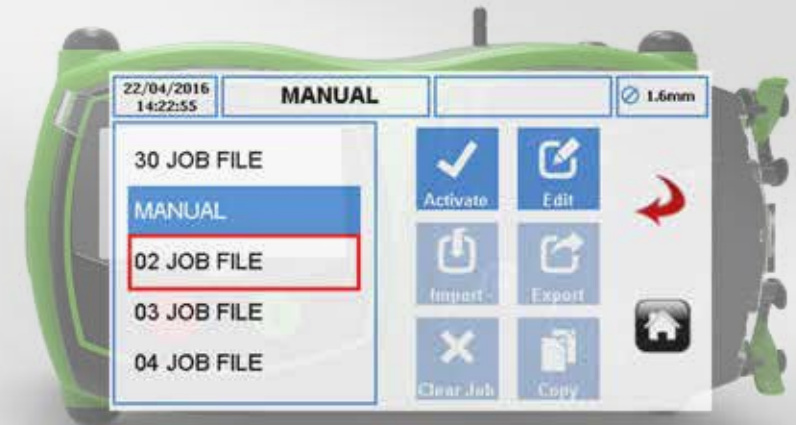 22/04/2016
14:22:55
MANUAL
1.6mm
30 JOB FILE
MANUAL
02 JOB FILE
03 JOB FILE
04 JOB FILE
Activate
Edit
Import
Export
Clear Job
Copy